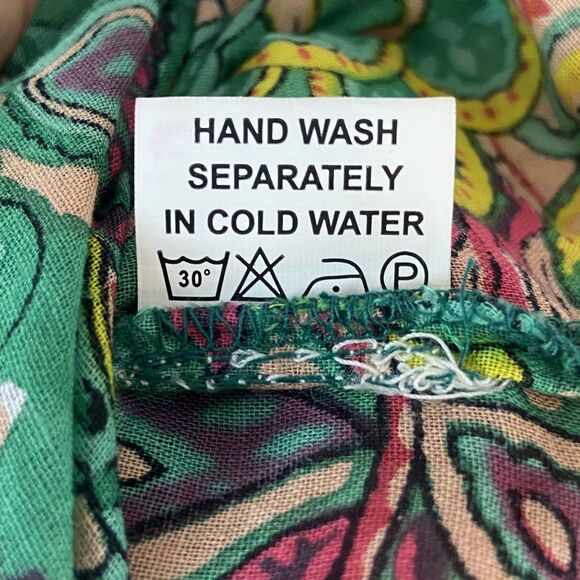 HAND WASH
SEPARATELY
IN COLD WATER
30° P